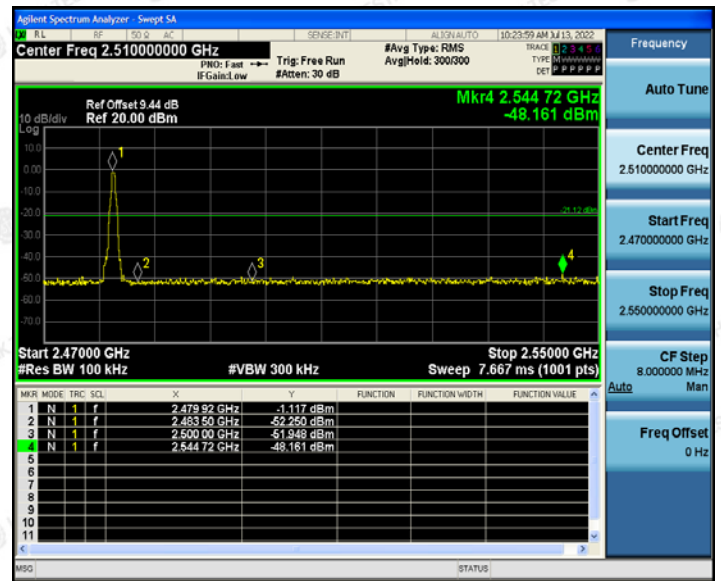 Agilent Spectrum Analyzer - Swept SA
RL RF 50 Ω AC SENSE:INT ALIGNAUTO 10:23:59 AM Jul 13, 2022
Center Freq 2.510000000 GHz #Avg Type: RMS TRACE 1 2 3 4 5 6
PNO: Fast Trig: Free Run Avg|Hold: 300/300 TYPE M WWWWW
IFGain:Low #Atten: 30 dB DET P P P P P P
Ref Offset 9.44 dB Mkr4 2.544 72 GHz
10 dB/div Ref 20.00 dBm -48.161 dBm
Log
10.0
0.00
-10.0
-20.0
-21.12 dBm
-30.0
-40.0
-50.0
-60.0
-70.0
1
2
3
4
Start 2.47000 GHz Stop 2.55000 GHz
#Res BW 100 kHz #VBW 300 kHz Sweep 7.667 ms (1001 pts)
MKR MODE TRC SCL X Y FUNCTION FUNCTION WIDTH FUNCTION VALUE
1 N 1 f 2.479 92 GHz -1.117 dBm
2 N 1 f 2.483 50 GHz -52.250 dBm
3 N 1 f 2.500 00 GHz -51.948 dBm
4 N 1 f 2.544 72 GHz -48.161 dBm
5
6
7
8
9
10
11
MSG STATUS
Frequency
Auto Tune
Center Freq
2.510000000 GHz
Start Freq
2.470000000 GHz
Stop Freq
2.550000000 GHz
CF Step
8.000000 MHz
Auto Man
Freq Offset
0 Hz